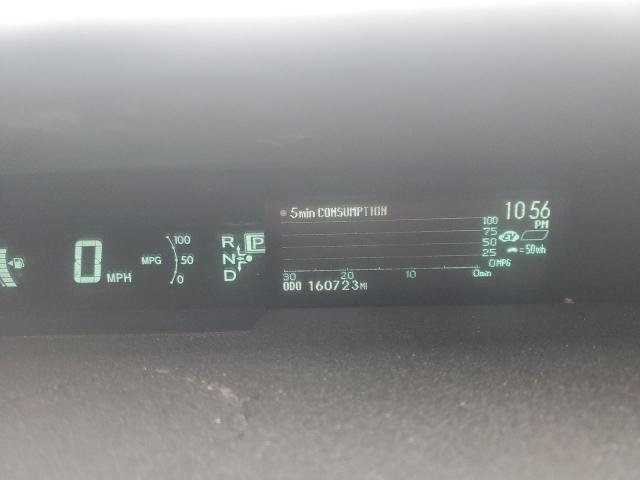 5min CONSUMPTION
10:56
PM
100
75
50
25
0MPG
EV
=50Wh
30 20 10 0min
ODO 160723MI
0 MPH
MPG
100
50
0
R
N
D
P